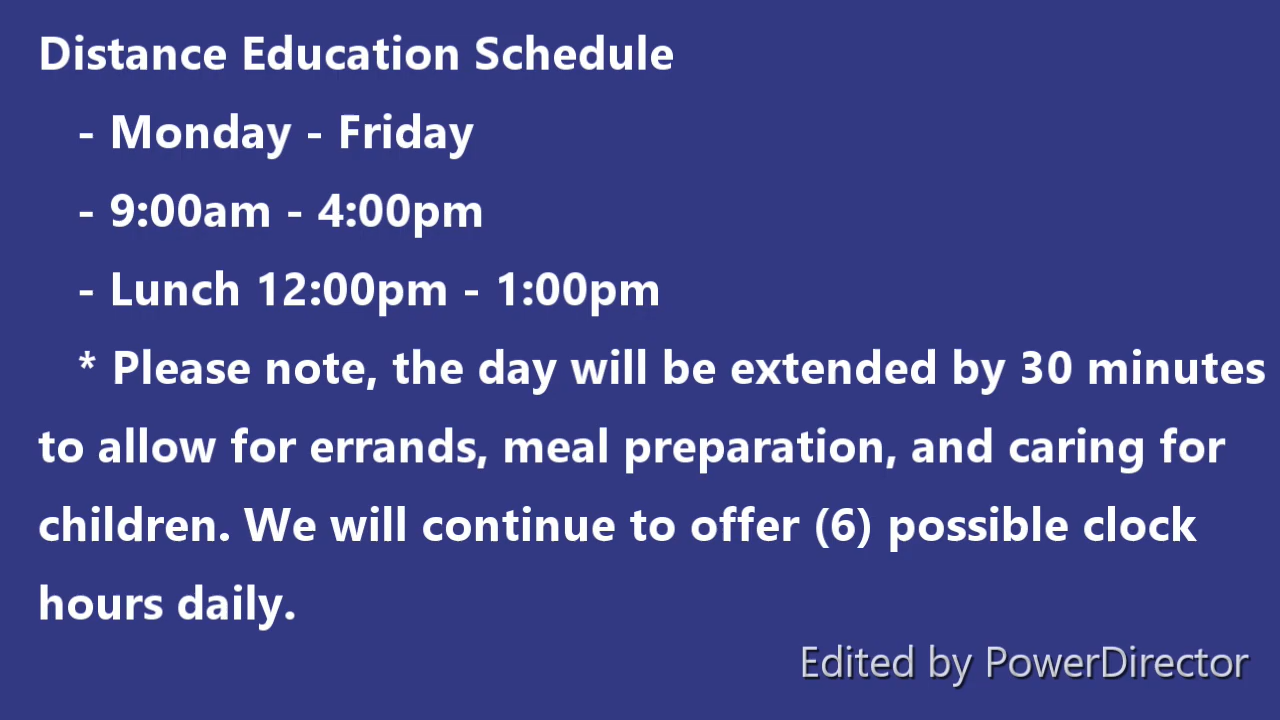 Distance Education Schedule
- Monday - Friday
- 9:00am - 4:00pm
- Lunch 12:00pm - 1:00pm
* Please note, the day will be extended by 30 minutes
to allow for errands, meal preparation, and caring for
children. We will continue to offer (6) possible clock
hours daily.
Edited by PowerDirector